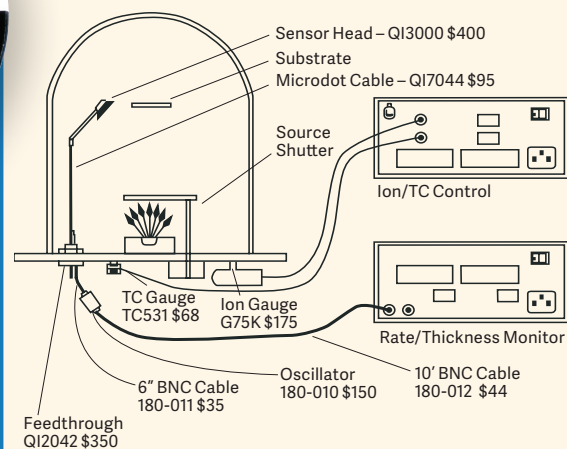 Sensor Head – QI3000 $400
Substrate
Microdot Cable – QI7044 $95
Source
Shutter
Ion/TC Control
TC Gauge
TC531 $68
Ion Gauge
G75K $175
Rate/Thickness Monitor
6” BNC Cable
180-011 $35
Oscillator
180-010 $150
10’ BNC Cable
180-012 $44
Feedthrough
QI2042 $350